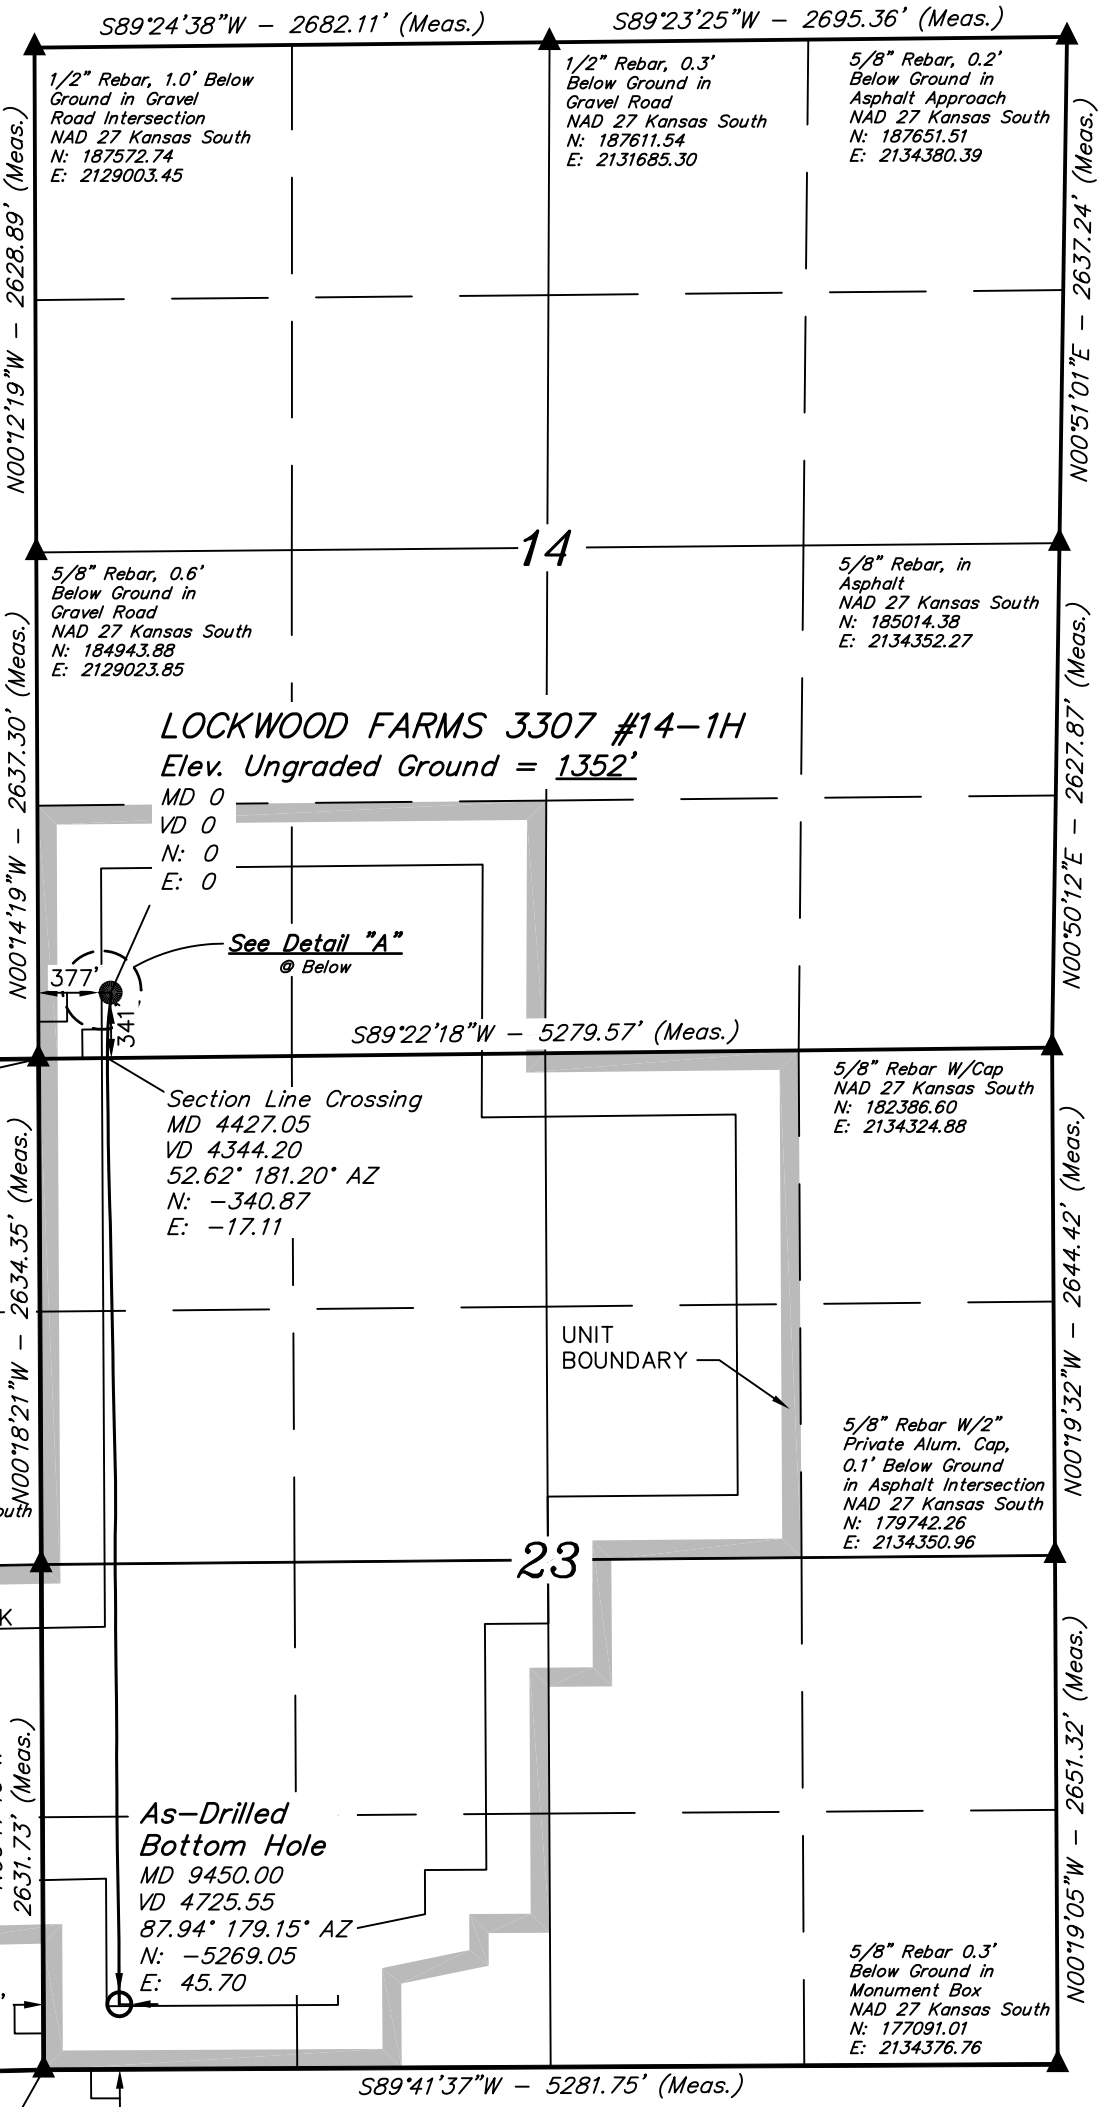 S89°24'38"W - 2682.11' (Meas.)
S89°23'25"W - 2695.36' (Meas.)
1/2" Rebar, 1.0' Below
Ground in Gravel
Road Intersection
NAD 27 Kansas South
N: 187572.74
E: 2129003.45
1/2" Rebar, 0.3'
Below Ground in
Gravel Road
NAD 27 Kansas South
N: 187611.54
E: 2131685.30
5/8" Rebar, 0.2'
Below Ground in
Asphalt Approach
NAD 27 Kansas South
N: 187651.51
E: 2134380.39
N00°12'19"W - 2628.89' (Meas.)
N00°51'01"E - 2637.24' (Meas.)
14
5/8" Rebar, 0.6'
Below Ground in
Gravel Road
NAD 27 Kansas South
N: 184943.88
E: 2129023.85
5/8" Rebar, in
Asphalt
NAD 27 Kansas South
N: 185014.38
E: 2134352.27
N00°14'19"W - 2637.30' (Meas.)
N00°50'12"E - 2627.87' (Meas.)
LOCKWOOD FARMS 3307 #14-1H
Elev. Ungraded Ground = 1352'
MD 0
VD 0
N: 0
E: 0
See Detail "A"
@ Below
377'
341'
S89°22'18"W - 5279.57' (Meas.)
Section Line Crossing
MD 4427.05
VD 4344.20
52.62° 181.20° AZ
N: -340.87
E: -17.11
5/8" Rebar W/Cap
NAD 27 Kansas South
N: 182386.60
E: 2134324.88
N00°18'21"W - 2634.35' (Meas.)
N00°19'32"W - 2644.42' (Meas.)
UNIT
BOUNDARY
5/8" Rebar W/2"
Private Alum. Cap,
0.1' Below Ground
in Asphalt Intersection
NAD 27 Kansas South
N: 179742.26
E: 2134350.96
outh
23
K
2631.73' (Meas.)
N00°19'05"W - 2651.32' (Meas.)
As-Drilled
Bottom Hole
MD 9450.00
VD 4725.55
87.94° 179.15° AZ
N: -5269.05
E: 45.70
5/8" Rebar 0.3'
Below Ground in
Monument Box
NAD 27 Kansas South
N: 177091.01
E: 2134376.76
S89°41'37"W - 5281.75' (Meas.)